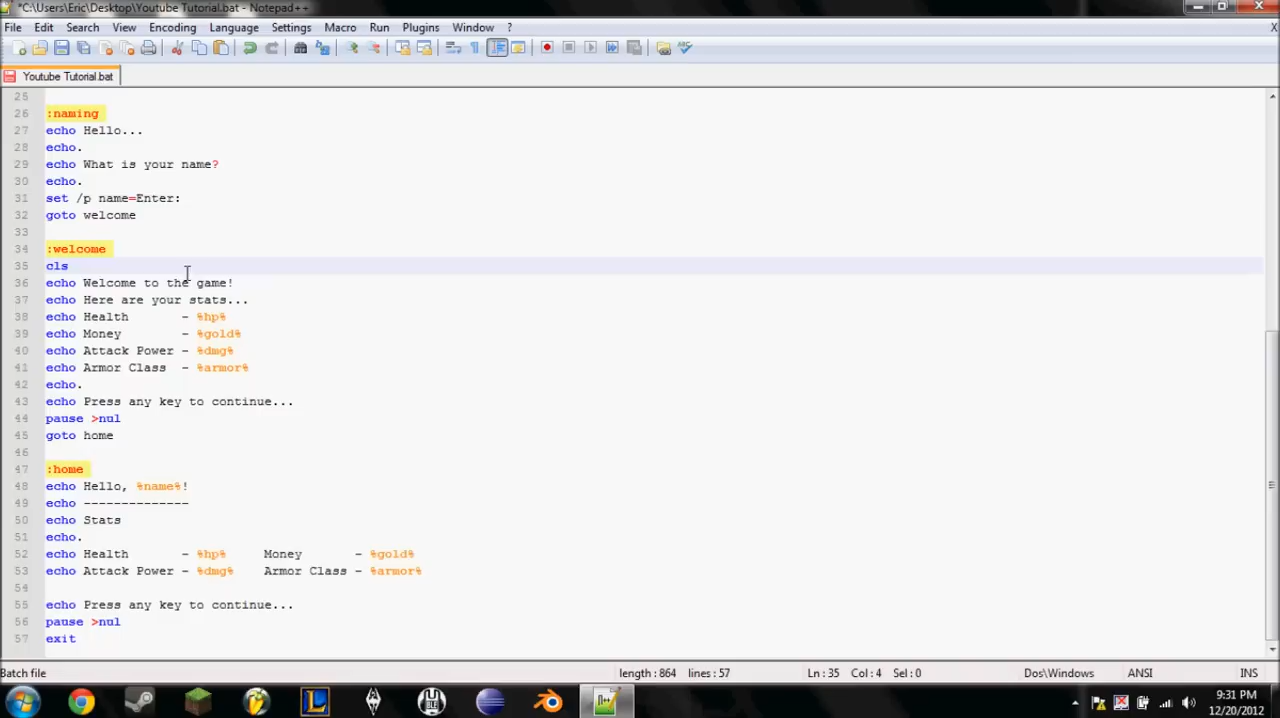 *C:\Users\Eric\Desktop\Youtube Tutorial.bat - Notepad++
File Edit Search View Encoding Language Settings Macro Run Plugins Window ? X
Youtube Tutorial.bat
25
26 :naming
27 echo Hello...
28 echo.
29 echo What is your name?
30 echo.
31 set /p name=Enter:
32 goto welcome
33
34 :welcome
35 cls
36 echo Welcome to the game!
37 echo Here are your stats...
38 echo Health       - %hp%
39 echo Money        - %gold%
40 echo Attack Power - %dmg%
41 echo Armor Class  - %armor%
42 echo.
43 echo Press any key to continue...
44 pause >nul
45 goto home
46
47 :home
48 echo Hello, %name%!
49 echo --------------
50 echo Stats
51 echo.
52 echo Health       - %hp%     Money       - %gold%
53 echo Attack Power - %dmg%    Armor Class - %armor%
54
55 echo Press any key to continue...
56 pause >nul
57 exit
Batch file length : 864 lines : 57 Ln : 35 Col : 4 Sel : 0 Dos\Windows ANSI INS
9:31 PM
12/20/2012